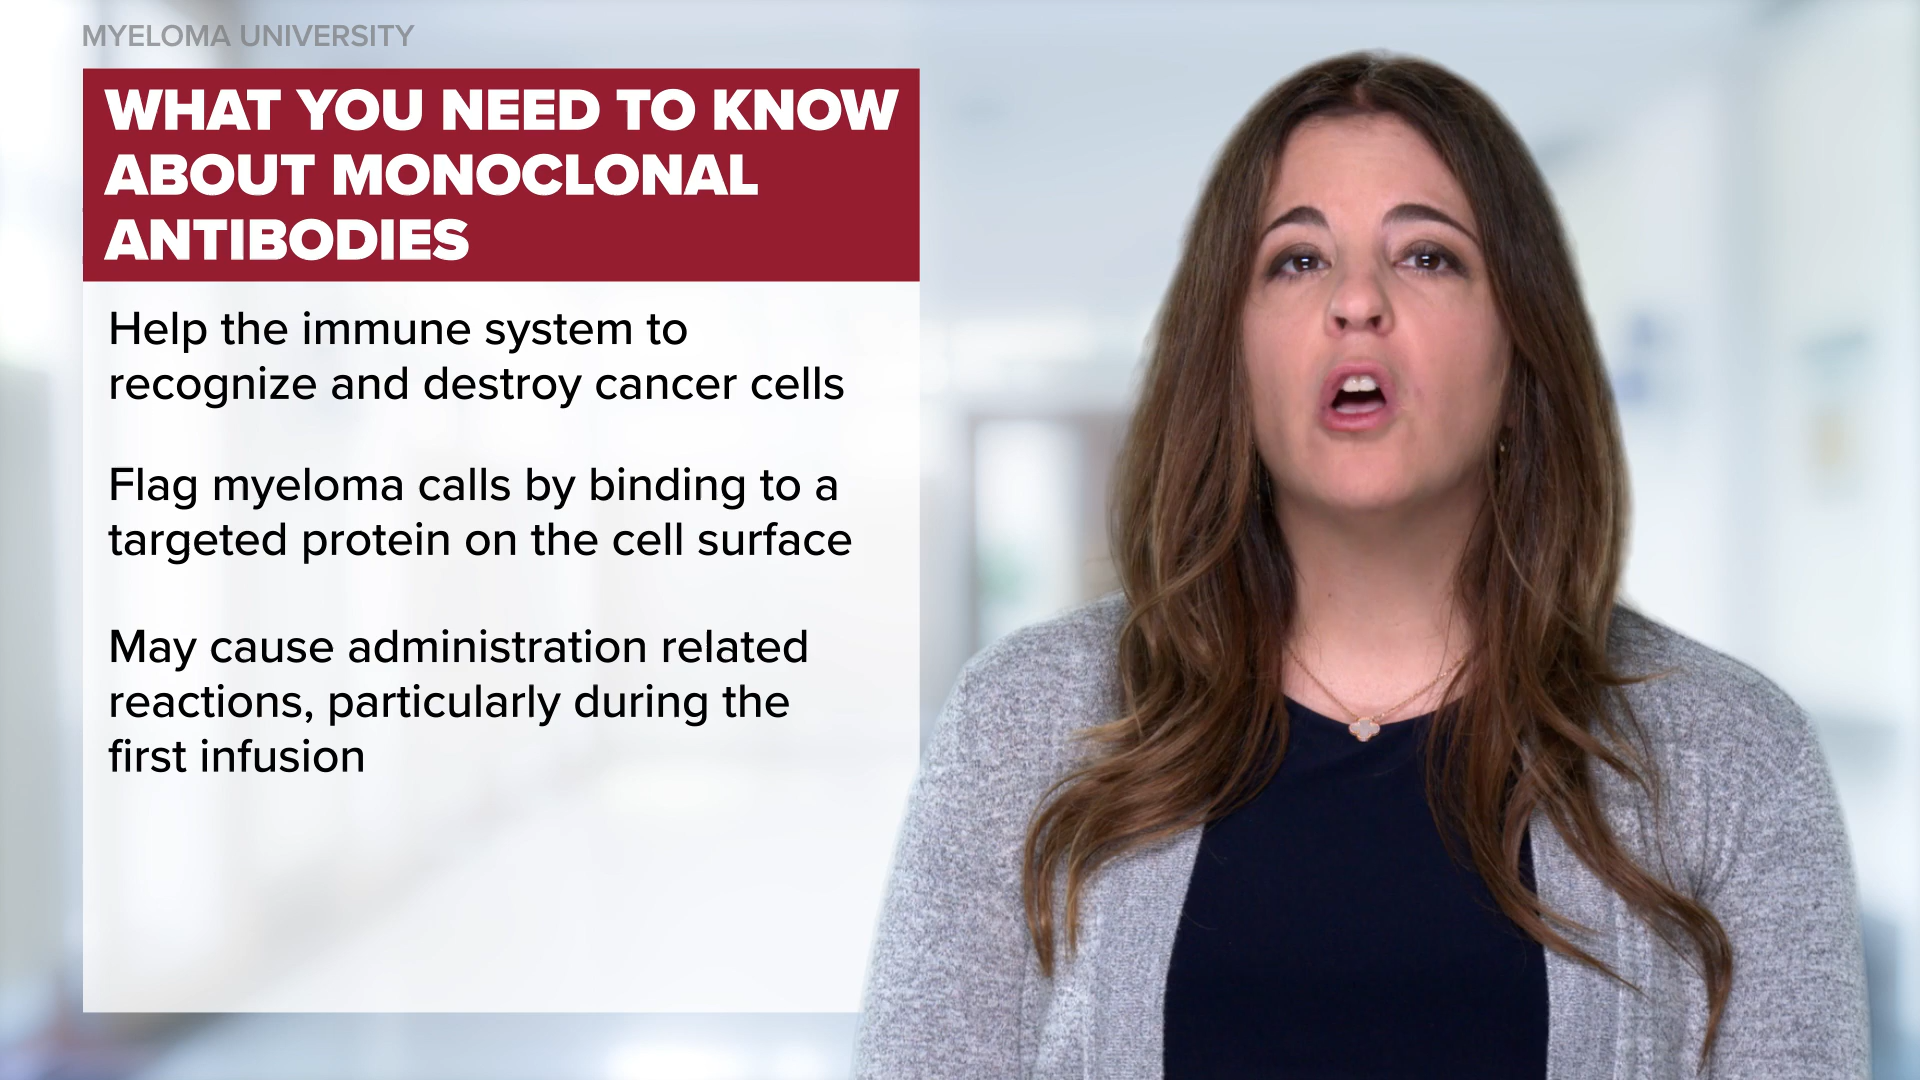 MYELOMA UNIVERSITY
WHAT YOU NEED TO KNOW
ABOUT MONOCLONAL
ANTIBODIES
Help the immune system to
recognize and destroy cancer cells
Flag myeloma calls by binding to a
targeted protein on the cell surface
May cause administration related
reactions, particularly during the
first infusion